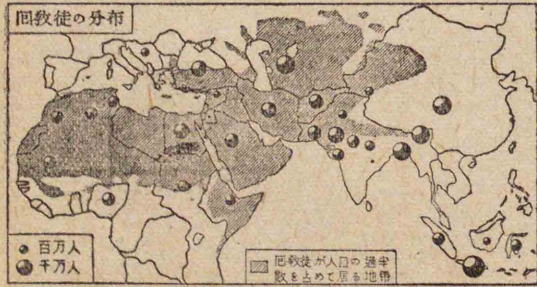 回教徒の分布
百万人
千万人
回教徒が人口の過半
数を占めて居る地帶